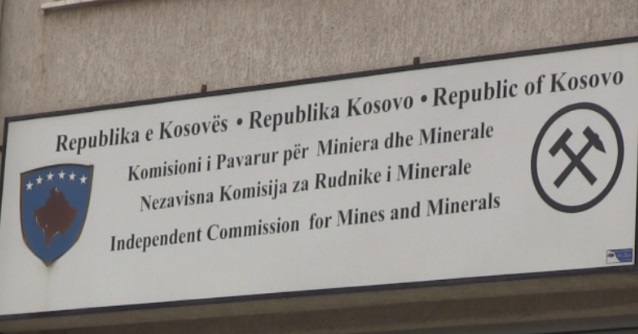 Republika e Kosovës • Republika Kosovo • Republic of Kosovo
Komisioni i Pavarur për Miniera dhe Minerale
Nezavisna Komisija za Rudnike i Minerale
Independent Commission for Mines and Minerals